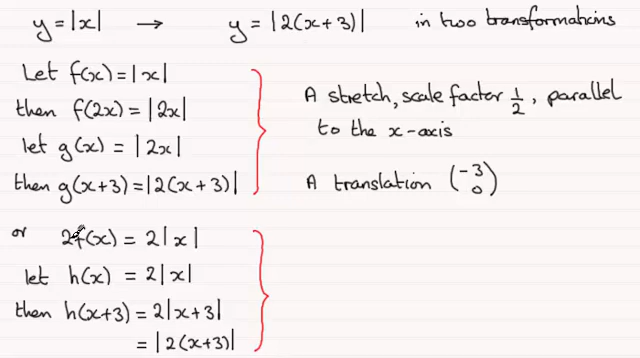 y = |x| → y = |2(x+3)| in two transformations
Let f(x) = |x|
then f(2x) = |2x|
let g(x) = |2x|
then g(x+3) = |2(x+3)|
A stretch, scale factor 1/2, parallel
to the x-axis
A translation (-3 0)
or 2f(x) = 2|x|
let h(x) = 2|x|
then h(x+3) = 2|x+3|
= |2(x+3)|